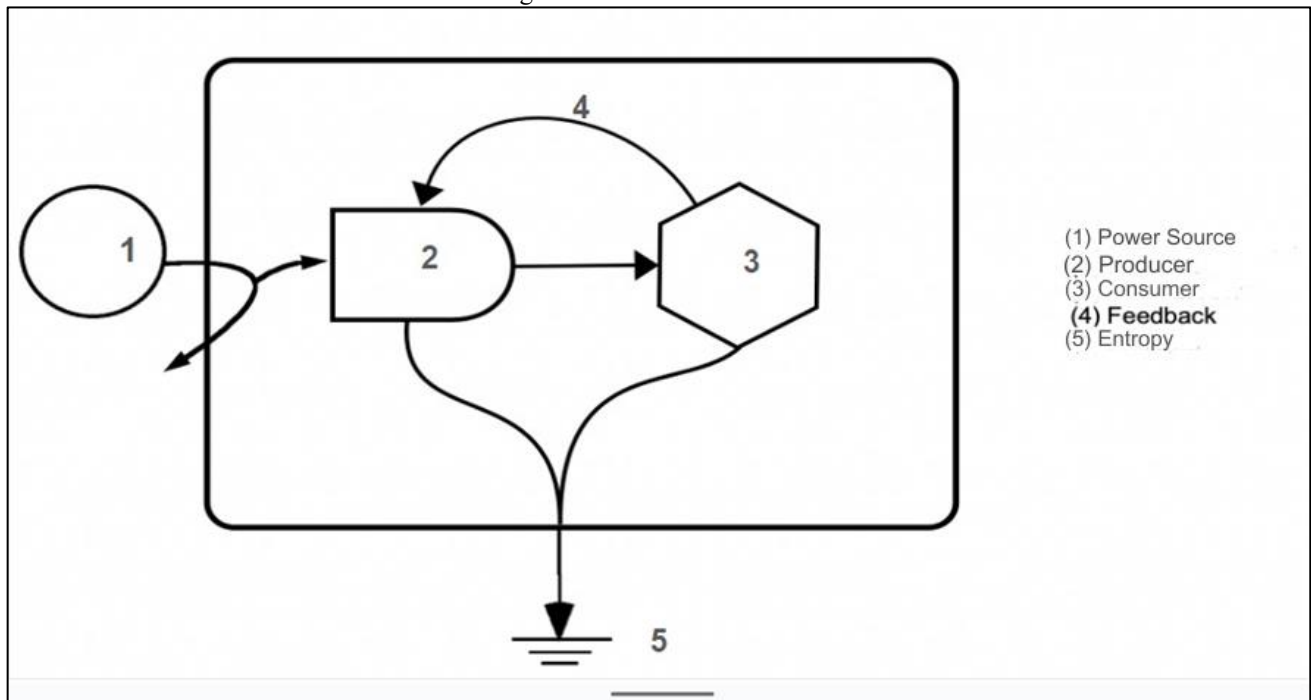 4
1
2
3
(1) Power Source
(2) Producer
(3) Consumer
(4) Feedback
(5) Entropy
5